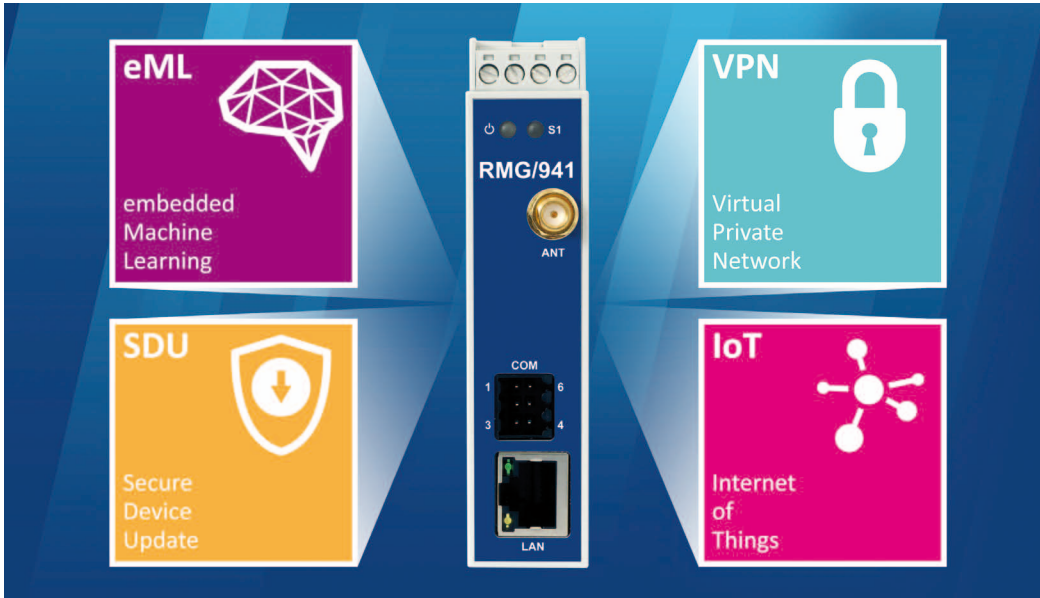 eML
embedded
Machine
Learning
SDU
Secure
Device
Update
S1
RMG/941
ANT
COM
1
6
3
4
LAN
VPN
Virtual
Private
Network
IoT
Internet
of
Things